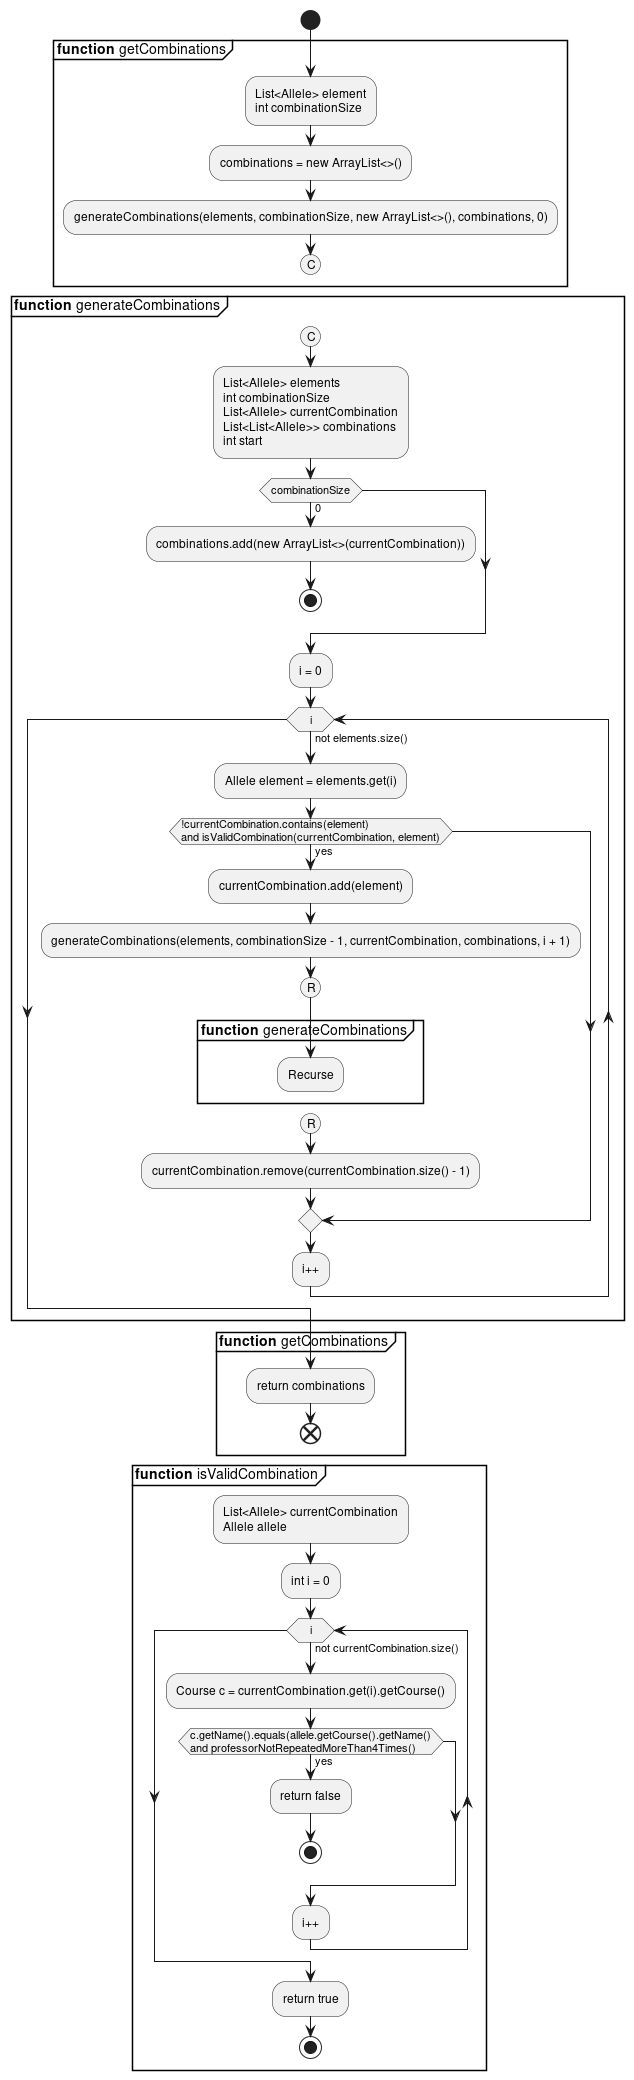 function getCombinations
List<Allele> element
int combinationSize
combinations = new ArrayList<>()
generateCombinations(elements, combinationSize, new ArrayList<>(), combinations, 0)
C
function generateCombinations
C
List<Allele> elements
int combinationSize
List<Allele> currentCombination
List<List<Allele>> combinations
int start
combinationSize
0
combinations.add(new ArrayList<>(currentCombination))
i = 0
i
not elements.size()
Allele element = elements.get(i)
!currentCombination.contains(element)
and isValidCombination(currentCombination, element)
yes
currentCombination.add(element)
generateCombinations(elements, combinationSize - 1, currentCombination, combinations, i + 1)
R
function generateCombinations
Recurse
R
currentCombination.remove(currentCombination.size() - 1)
i++
function getCombinations
return combinations
function isValidCombination
List<Allele> currentCombination
Allele allele
int i = 0
i
not currentCombination.size()
Course c = currentCombination.get(i).getCourse()
c.getName().equals(allele.getCourse().getName()
and professorNotRepeatedMoreThan4Times()
yes
return false
i++
return true